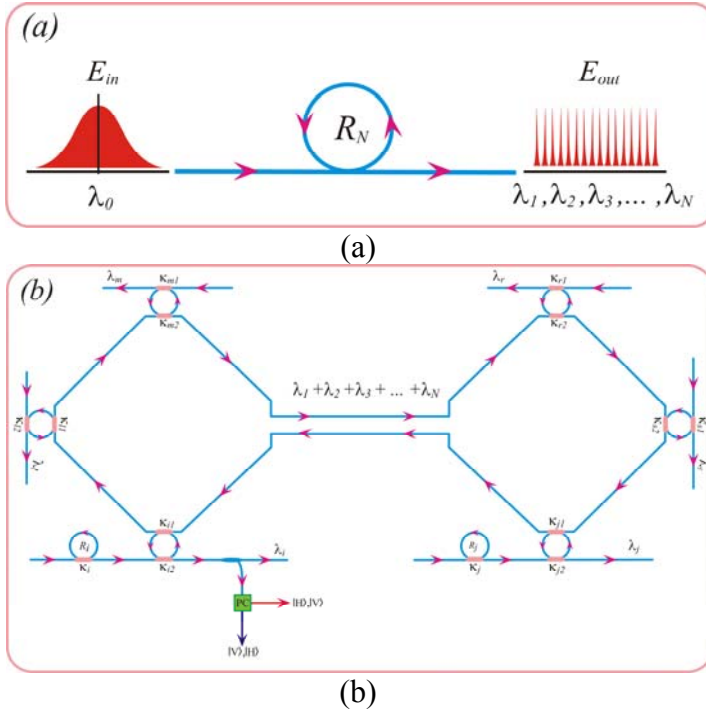 (a)
E_in
E_out
R_N
λ_0
λ_1 , λ_2 , λ_3 , ... , λ_N
(a)
(b)
λ_m κ_m1
κ_m2
λ_r κ_r1
κ_r2
λ_1 +λ_2 +λ_3 + ... +λ_N
κ_i1
κ_j1
R_i
κ_i κ_i2 λ_i
R_j
κ_j κ_j2 λ_j
PC |H⟩,|V⟩
|V⟩,|H⟩
(b)